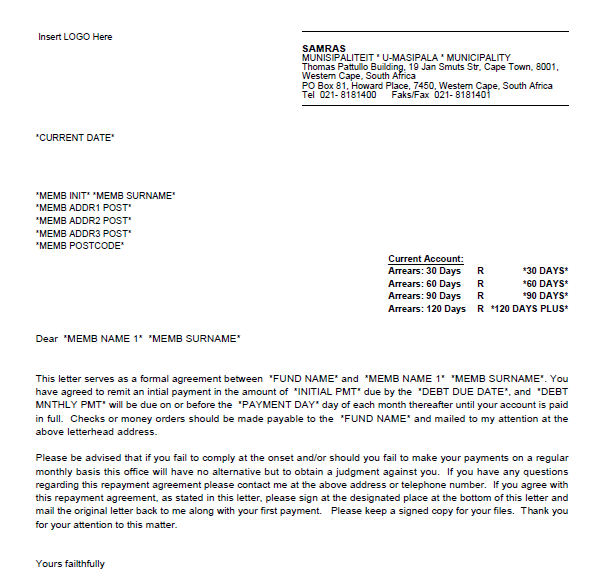 Insert LOGO Here
SAMRAS
MUNISIPALITEIT * U-MASIPALA * MUNICIPALITY
Thomas Pattullo Building, 19 Jan Smuts Str, Cape Town, 8001,
Western Cape, South Africa
PO Box 81, Howard Place, 7450, Western Cape, South Africa
Tel 021- 8181400 Faks/Fax 021- 8181401
*CURRENT DATE*
*MEMB INIT* *MEMB SURNAME*
*MEMB ADDR1 POST*
*MEMB ADDR2 POST*
*MEMB ADDR3 POST*
*MEMB POSTCODE*
Current Account:
Arrears: 30 Days R *30 DAYS*
Arrears: 60 Days R *60 DAYS*
Arrears: 90 Days R *90 DAYS*
Arrears: 120 Days R *120 DAYS PLUS*
Dear *MEMB NAME 1* *MEMB SURNAME*
This letter serves as a formal agreement between *FUND NAME* and *MEMB NAME 1* *MEMB SURNAME*. You
have agreed to remit an intial payment in the amount of *INITIAL PMT* due by the *DEBT DUE DATE*, and *DEBT
MNTHLY PMT* will be due on or before the *PAYMENT DAY* day of each month thereafter until your account is paid
in full. Checks or money orders should be made payable to the *FUND NAME* and mailed to my attention at the
above letterhead address.
Please be advised that if you fail to comply at the onset and/or should you fail to make your payments on a regular
monthly basis this office will have no alternative but to obtain a judgment against you. If you have any questions
regarding this repayment agreement please contact me at the above address or telephone number. If you agree with
this repayment agreement, as stated in this letter, please sign at the designated place at the bottom of this letter and
mail the original letter back to me along with your first payment. Please keep a signed copy for your files. Thank you
for your attention to this matter.
Yours failthfully